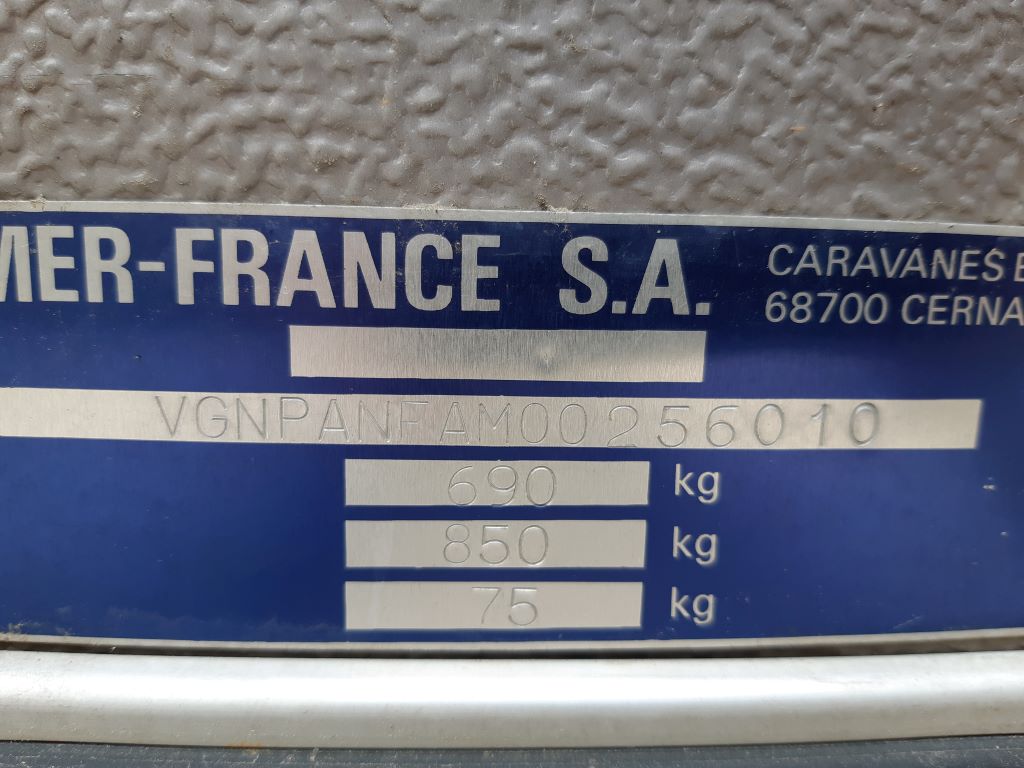 MER-FRANCE S.A.
CARAVANES E
68700 CERNA
VGNPANFAM00256010
690 kg
850 kg
75 kg